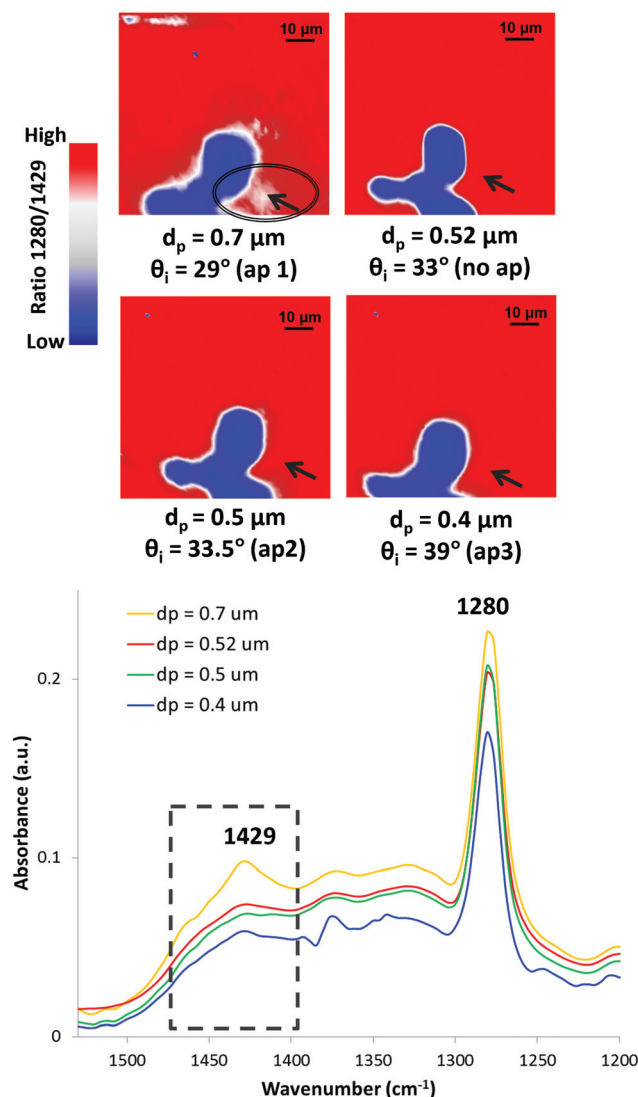 10 µm
10 µm
High
Ratio 1280/1429
Low
dp = 0.7 µm
θi = 29° (ap 1)
dp = 0.52 µm
θi = 33° (no ap)
10 µm
10 µm
dp = 0.5 µm
θi = 33.5° (ap2)
dp = 0.4 µm
θi = 39° (ap3)
dp = 0.7 um
dp = 0.52 um
dp = 0.5 um
dp = 0.4 um
1280
1429
Absorbance (a.u.)
0.2
0.1
0
1500
1450
1400
1350
1300
1250
1200
Wavenumber (cm⁻¹)